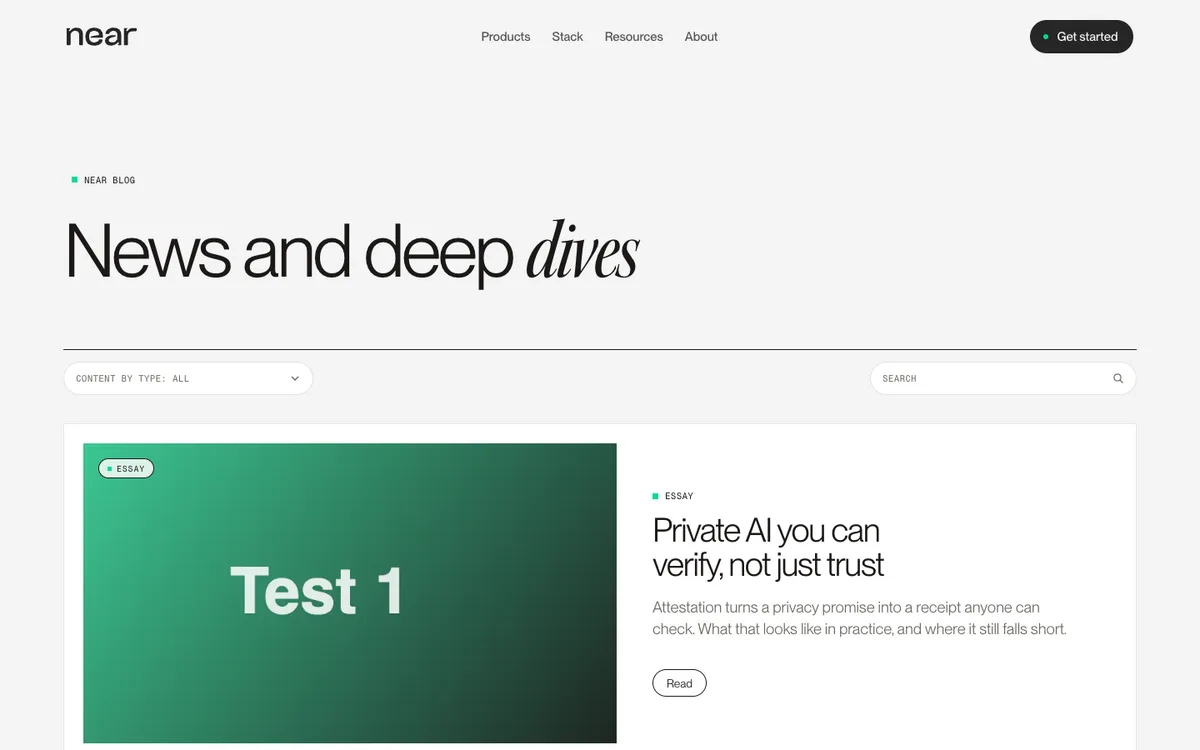 near
Products
Stack
Resources
About
Get started
NEAR BLOG
News and deep dives
CONTENT BY TYPE: ALL
SEARCH
ESSAY
Test 1
ESSAY
Private AI you can
verify, not just trust
Attestation turns a privacy promise into a receipt anyone can
check. What that looks like in practice, and where it still falls short.
Read